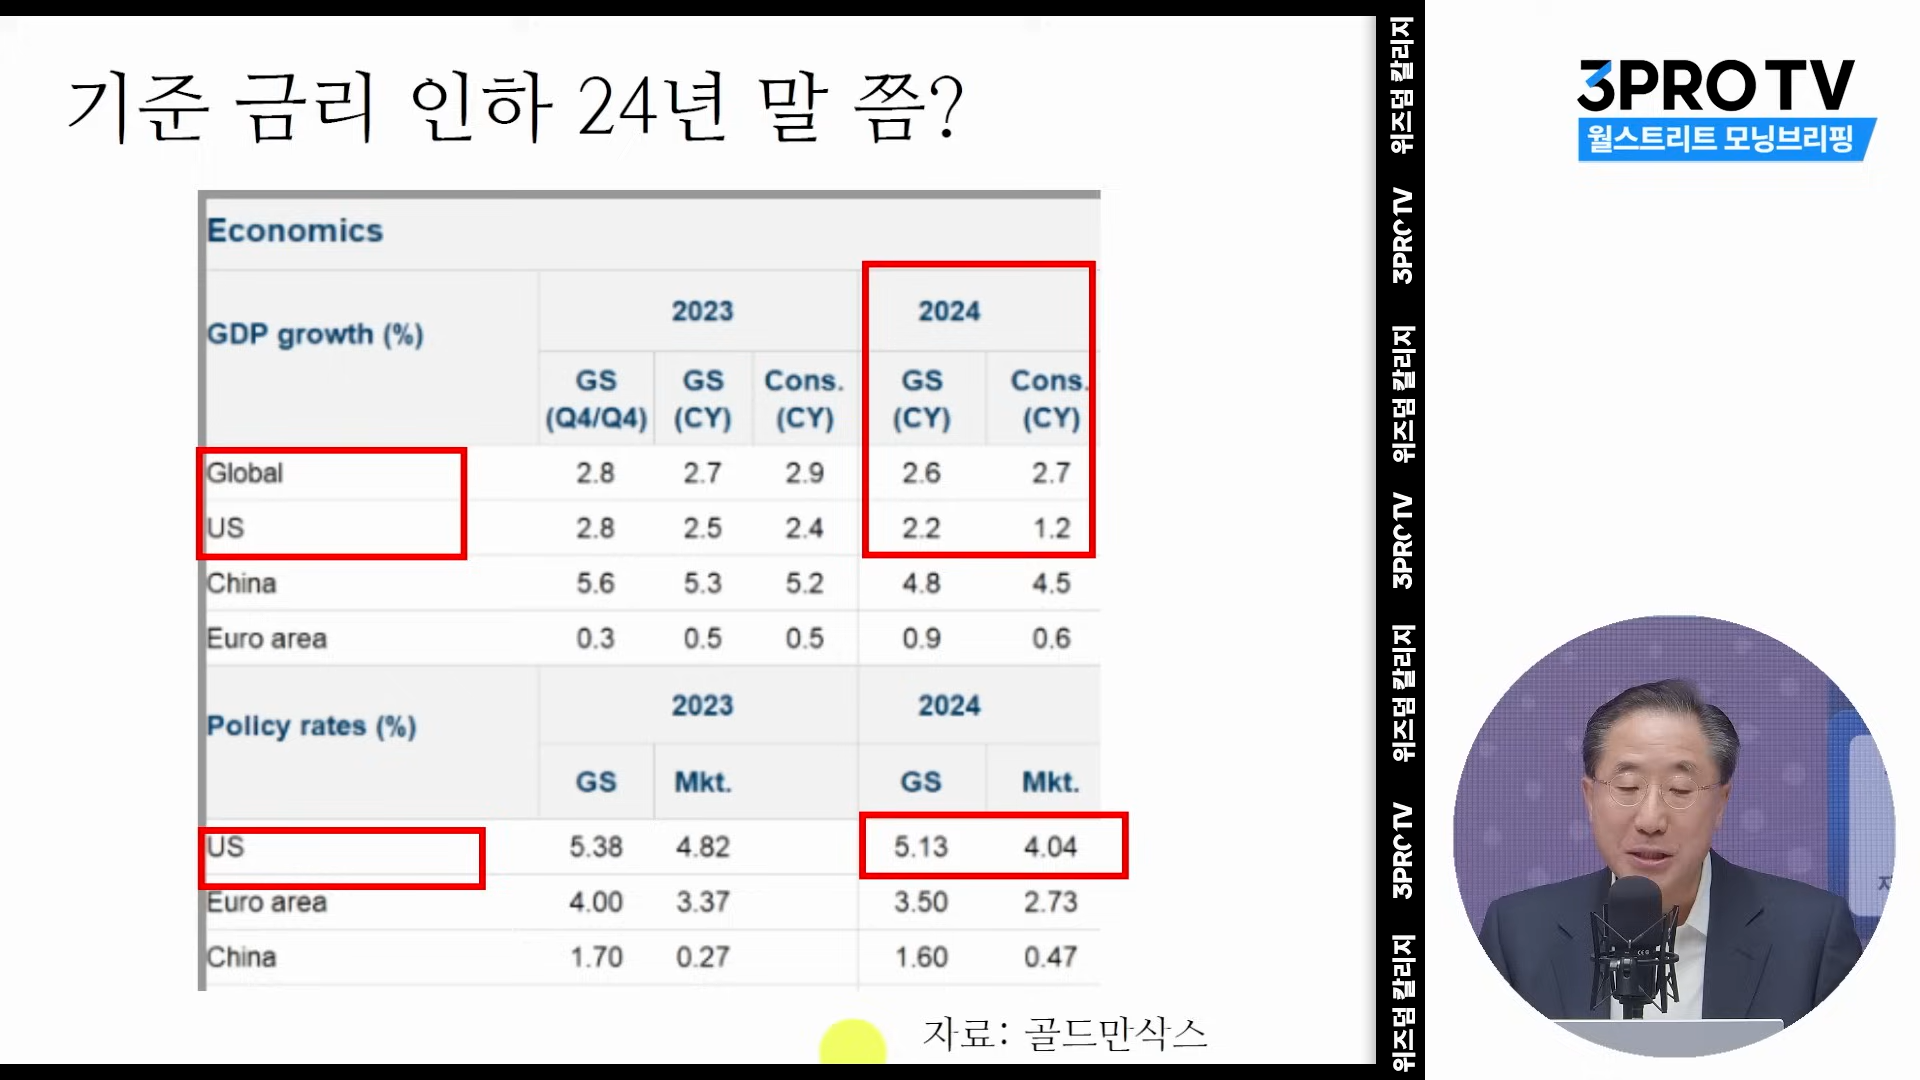 기준 금리 인하 24년 말 쯤?
Economics
GDP growth (%)
2023
2024
GS (Q4/Q4)
GS (CY)
Cons. (CY)
GS (CY)
Cons. (CY)
Global 2.8 2.7 2.9 2.6 2.7
US 2.8 2.5 2.4 2.2 1.2
China 5.6 5.3 5.2 4.8 4.5
Euro area 0.3 0.5 0.5 0.9 0.6
Policy rates (%)
2023
2024
GS Mkt. GS Mkt.
US 5.38 4.82 5.13 4.04
Euro area 4.00 3.37 3.50 2.73
China 1.70 0.27 1.60 0.47
자료: 골드만삭스
위즈덤 칼리지
3PROTV
위즈덤 칼리지
3PROTV
위즈덤 칼리지
3PROTV
위즈덤 칼리지
3PRO TV
월스트리트 모닝브리핑